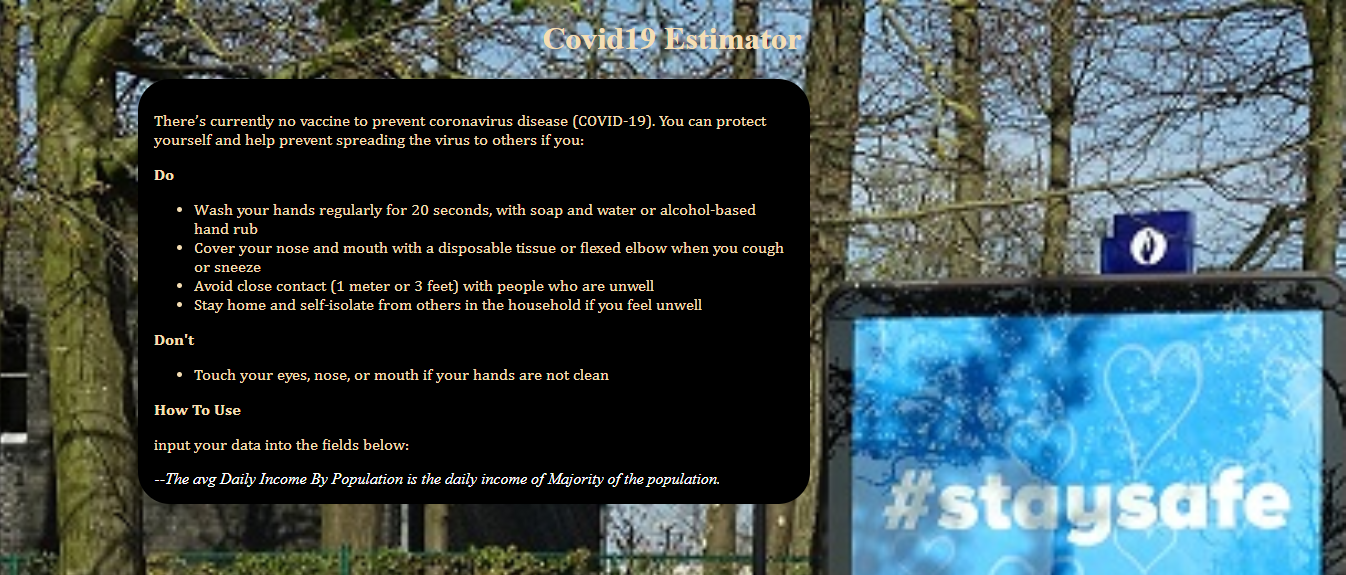 Covid19 Estimator
There's currently no vaccine to prevent coronavirus disease (COVID-19). You can protect
yourself and help prevent spreading the virus to others if you:
Do
• Wash your hands regularly for 20 seconds, with soap and water or alcohol-based
hand rub
• Cover your nose and mouth with a disposable tissue or flexed elbow when you cough
or sneeze
• Avoid close contact (1 meter or 3 feet) with people who are unwell
• Stay home and self-isolate from others in the household if you feel unwell
Don't
• Touch your eyes, nose, or mouth if your hands are not clean
How To Use
input your data into the fields below:
--The avg Daily Income By Population is the daily income of Majority of the population.
#staysafe